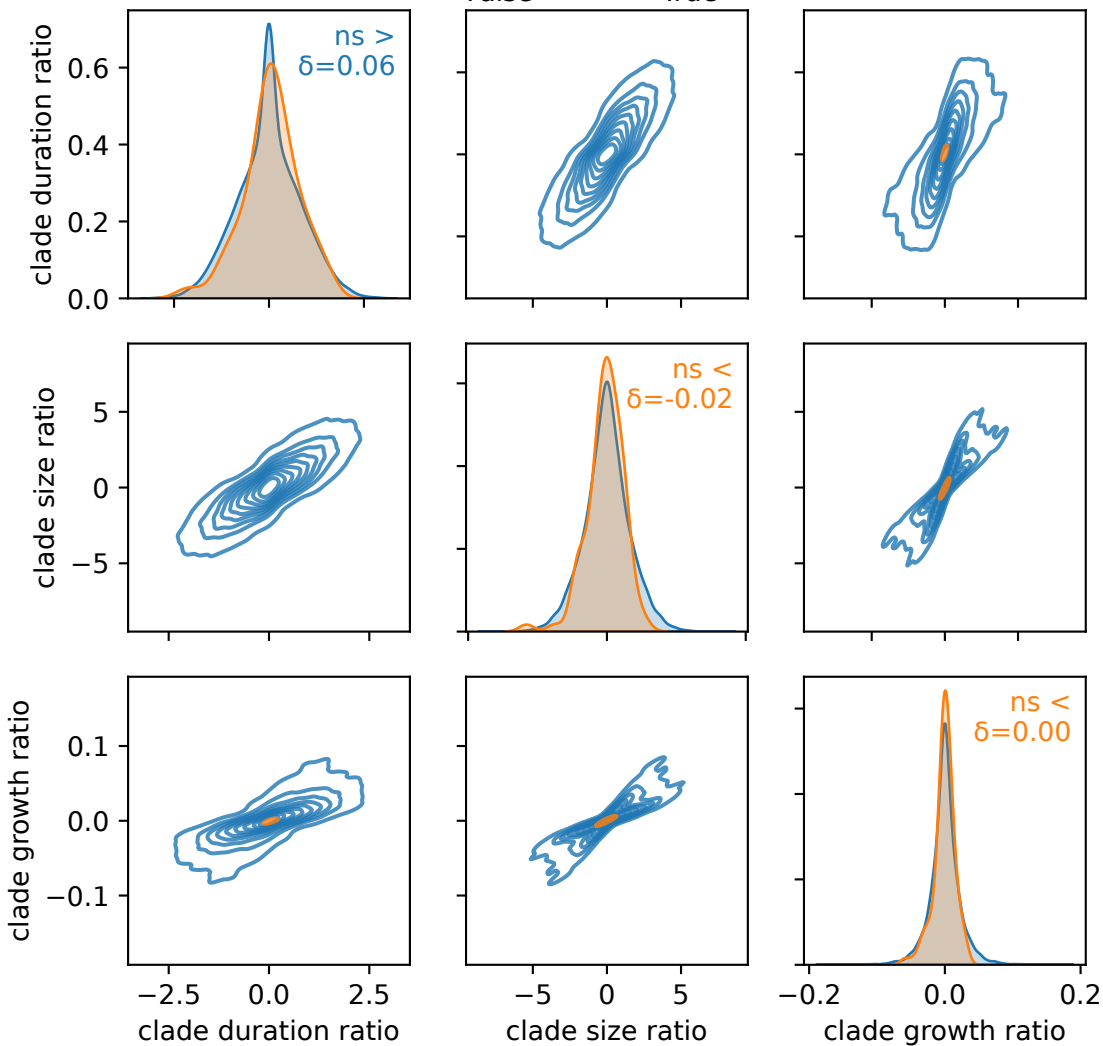 ns >
δ=0.06
clade duration ratio
0.6
0.4
0.2
0.0
ns <
δ=-0.02
clade size ratio
5
0
−5
ns <
δ=0.00
clade growth ratio
0.1
0.0
−0.1
−2.5 0.0 2.5
−5 0 5
−0.2 0.0 0.2
clade duration ratio
clade size ratio
clade growth ratio